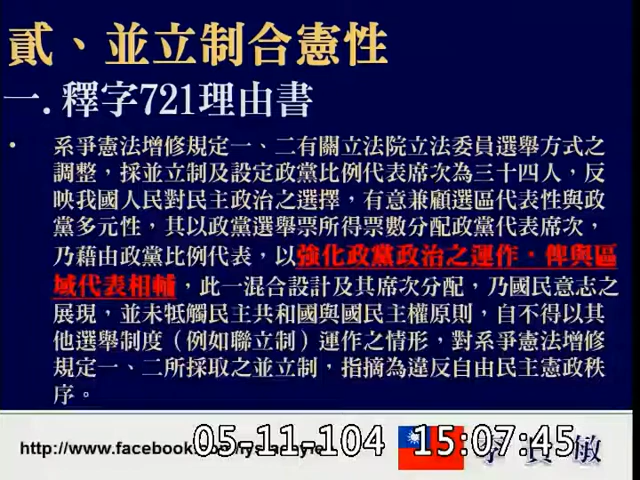 貳、並立制合憲性
一.釋字721理由書
• 系爭憲法增修規定一、二有關立法院立法委員選舉方式之
調整，採並立制及設定政黨比例代表席次為三十四人，反
映我國人民對民主政治之選擇，有意兼顧選區代表性與政
黨多元性，其以政黨選舉票所得票數分配政黨代表席次，
乃藉由政黨比例代表，以強化政黨政治之運作，俾與區
域代表相輔，此一混合設計及其席次分配，乃國民意志之
展現，並未牴觸民主共和國與國民主權原則，自不得以其
他選舉制度（例如聯立制）運作之情形，對系爭憲法增修
規定一、二所採取之並立制，指摘為違反自由民主憲政秩
序。
http://www.facebook.
05-11-104 15:07:45
李貴敏